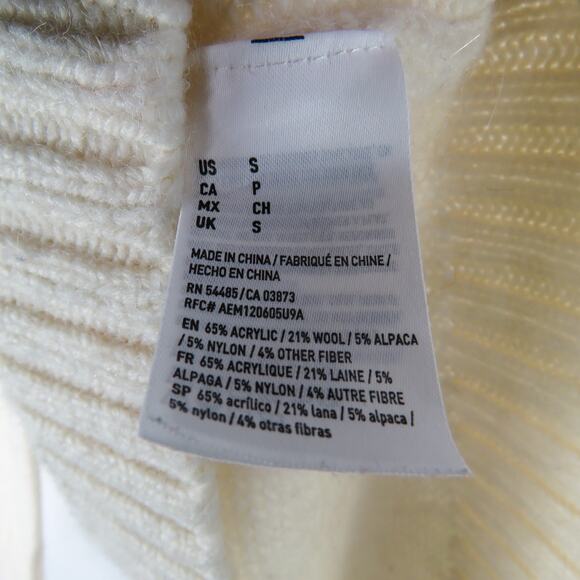 US S
CA P
MX CH
UK S
MADE IN CHINA / FABRIQUÉ EN CHINE /
HECHO EN CHINA
RN 54485 / CA 03873
RFC# AEM120605U9A
EN 65% ACRYLIC / 21% WOOL / 5% ALPACA
/ 5% NYLON / 4% OTHER FIBER
FR 65% ACRYLIQUE / 21% LAINE / 5%
ALPAGA / 5% NYLON / 4% AUTRE FIBRE
SP 65% acrílico / 21% lana / 5% alpaca /
5% nylon / 4% otras fibras